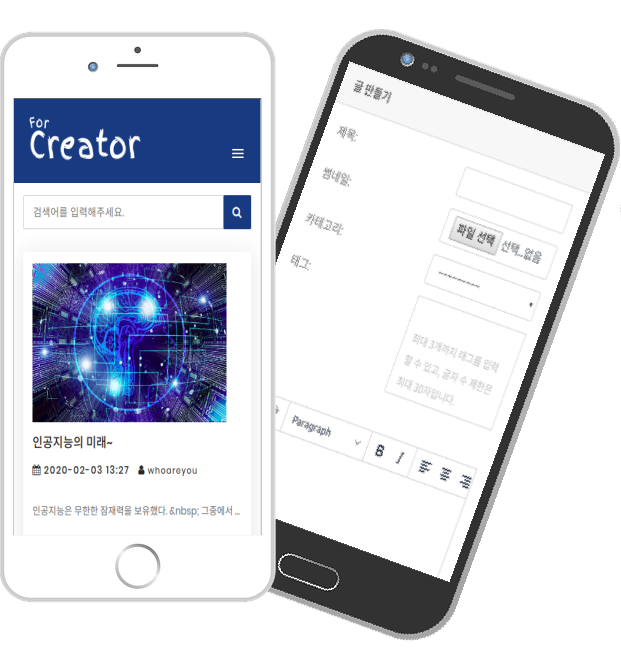 For
Creator
검색어를 입력해주세요.
인공지능의 미래~
2020-02-03 13:27 whoareyou
인공지능은 무한한 잠재력을 보유했다. &nbsp; 그중에서 ...
글 만들기
제목:
썸네일:
파일 선택 선택...없음
카테고리:
---------
태그:
최대 3개까지 태그를 입력
할 수 있고, 글자 수 제한은
최대 30자입니다.
Paragraph B I